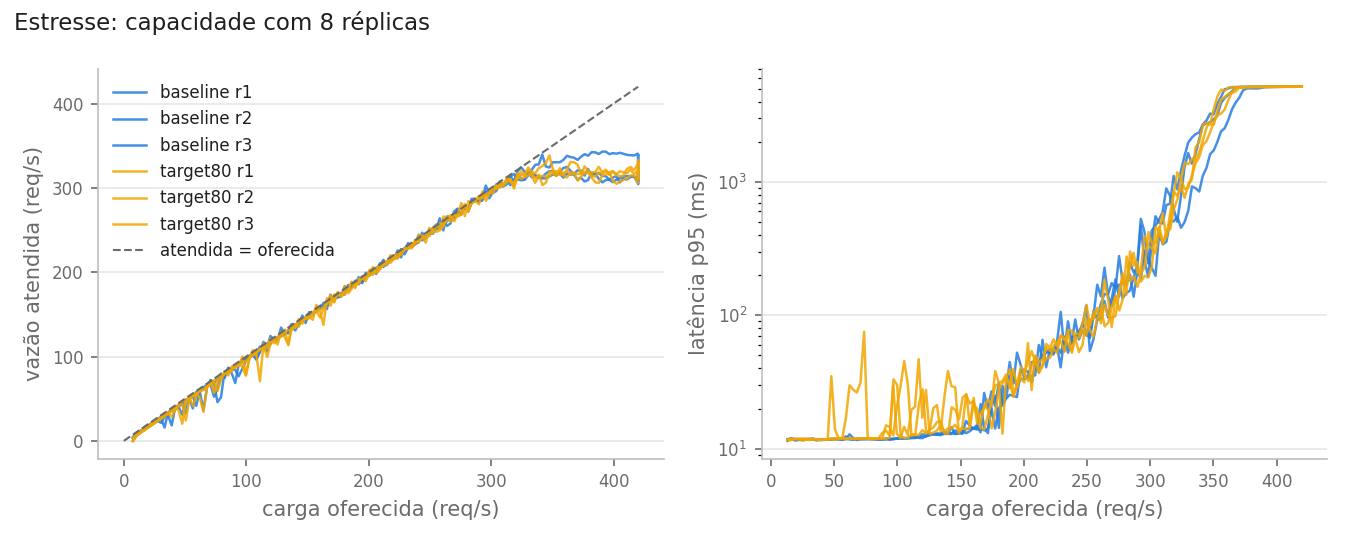 Estresse: capacidade com 8 réplicas
vazão atendida (req/s)
400
300
200
100
0
baseline r1
baseline r2
baseline r3
target80 r1
target80 r2
target80 r3
atendida = oferecida
0 100 200 300 400
carga oferecida (req/s)
latência p95 (ms)
10³
10²
10¹
0 50 100 150 200 250 300 350 400
carga oferecida (req/s)